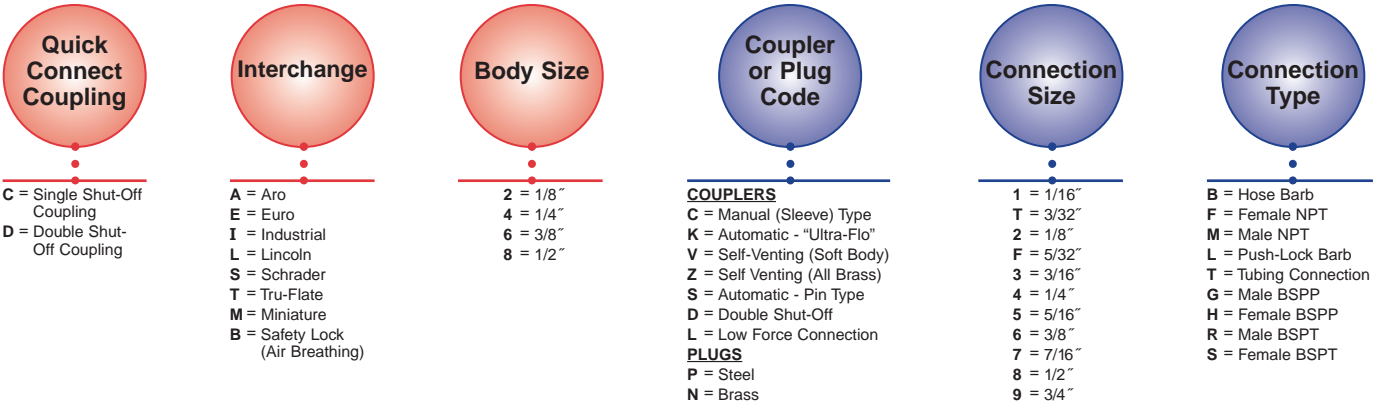 Quick
Connect
Coupling
C = Single Shut-Off
Coupling
D = Double Shut-
Off Coupling
Interchange
A = Aro
E = Euro
I = Industrial
L = Lincoln
S = Schrader
T = Tru-Flate
M = Miniature
B = Safety Lock
(Air Breathing)
Body Size
2 = 1/8″
4 = 1/4″
6 = 3/8″
8 = 1/2″
Coupler
or Plug
Code
COUPLERS
C = Manual (Sleeve) Type
K = Automatic - “Ultra-Flo”
V = Self-Venting (Soft Body)
Z = Self Venting (All Brass)
S = Automatic - Pin Type
D = Double Shut-Off
L = Low Force Connection
PLUGS
P = Steel
N = Brass
Connection
Size
1 = 1/16″
T = 3/32″
2 = 1/8″
F = 5/32″
3 = 3/16″
4 = 1/4″
5 = 5/16″
6 = 3/8″
7 = 7/16″
8 = 1/2″
9 = 3/4″
Connection
Type
B = Hose Barb
F = Female NPT
M = Male NPT
L = Push-Lock Barb
T = Tubing Connection
G = Male BSPP
H = Female BSPP
R = Male BSPT
S = Female BSPT